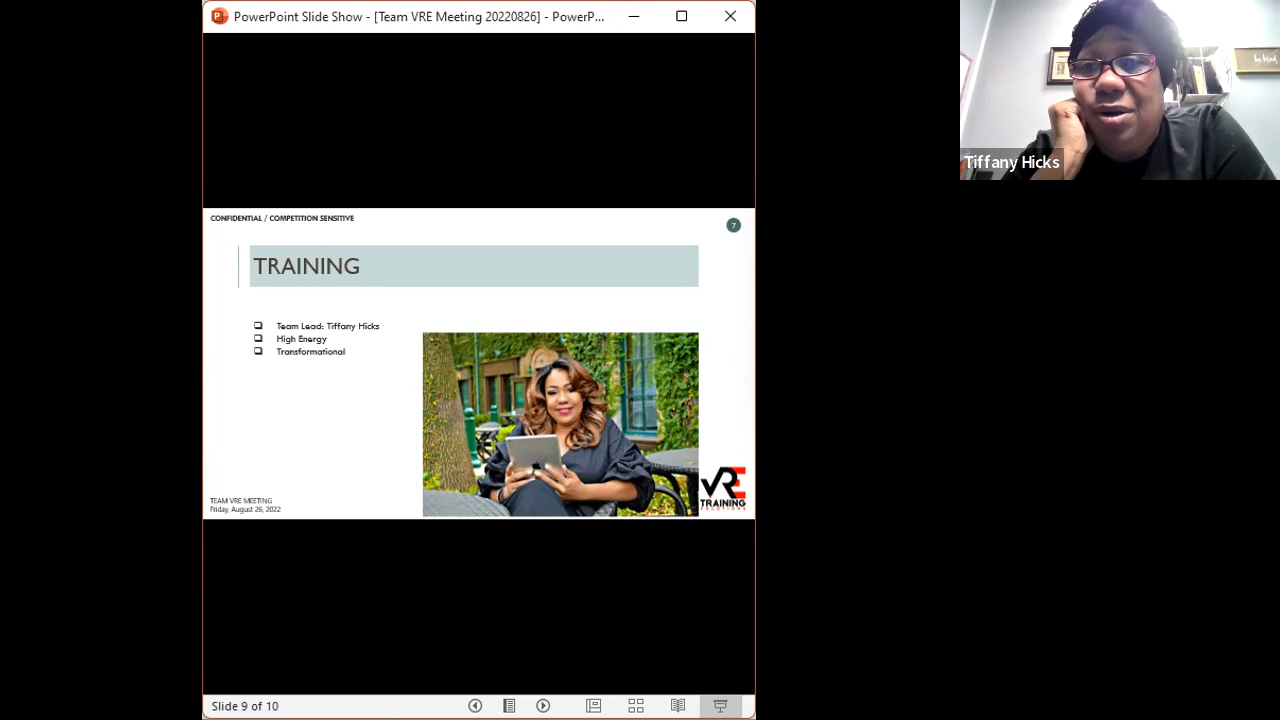 PowerPoint Slide Show - [Team VRE Meeting 20220826] - PowerP...
Tiffany Hicks
CONFIDENTIAL / COMPETITION SENSITIVE
7
TRAINING
❑ Team Lead: Tiffany Hicks
❑ High Energy
❑ Transformational
VRE
TRAINING
SOLUTIONS
TEAM VRE MEETING
Friday, August 26, 2022
Slide 9 of 10